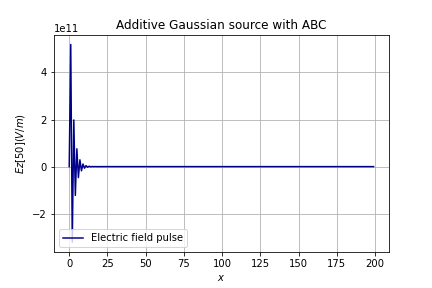 Additive Gaussian source with ABC
1e11
4
2
0
−2
Ez[50](V/m)
Electric field pulse
0 25 50 75 100 125 150 175 200
x